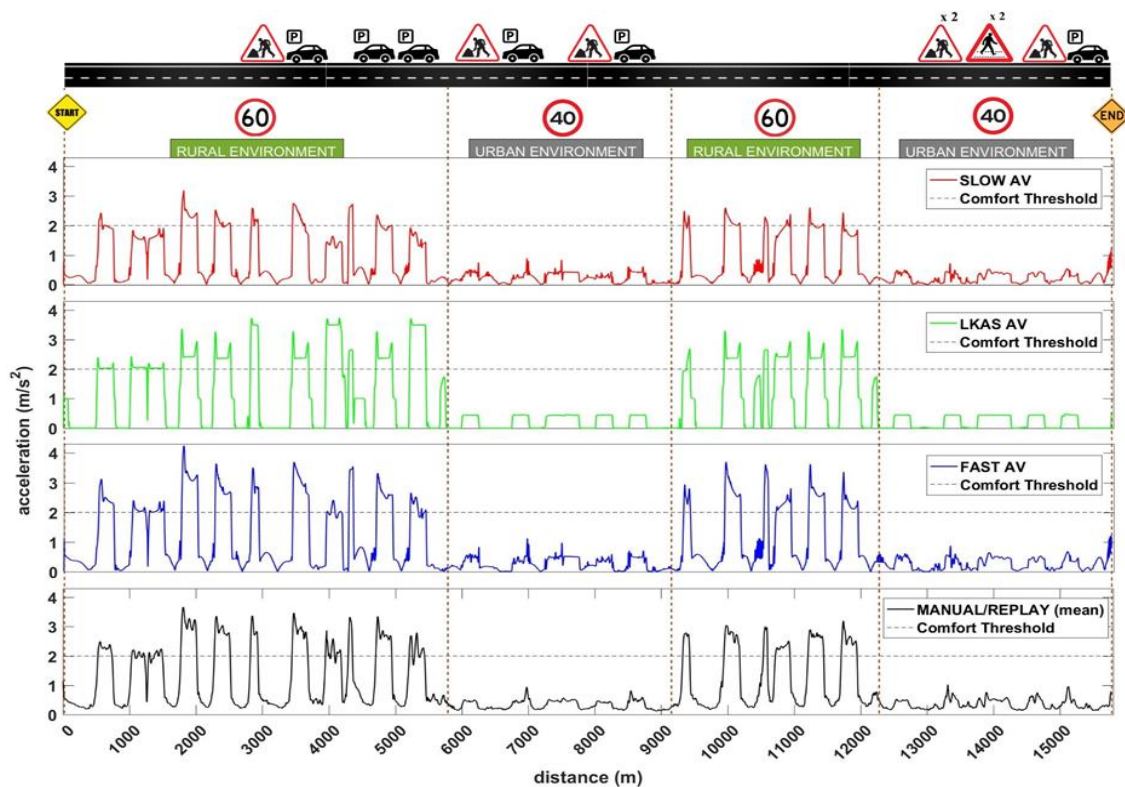 x 2
x 2
P
P
P
P
P
P
START
60
40
60
40
END
RURAL ENVIRONMENT
URBAN ENVIRONMENT
RURAL ENVIRONMENT
URBAN ENVIRONMENT
acceleration (m/s²)
4
3
2
1
0
SLOW AV
Comfort Threshold
4
3
2
1
0
LKAS AV
Comfort Threshold
4
3
2
1
0
FAST AV
Comfort Threshold
4
3
2
1
0
MANUAL/REPLAY (mean)
Comfort Threshold
0
1000
2000
3000
4000
5000
6000
7000
8000
9000
10000
11000
12000
13000
14000
15000
distance (m)